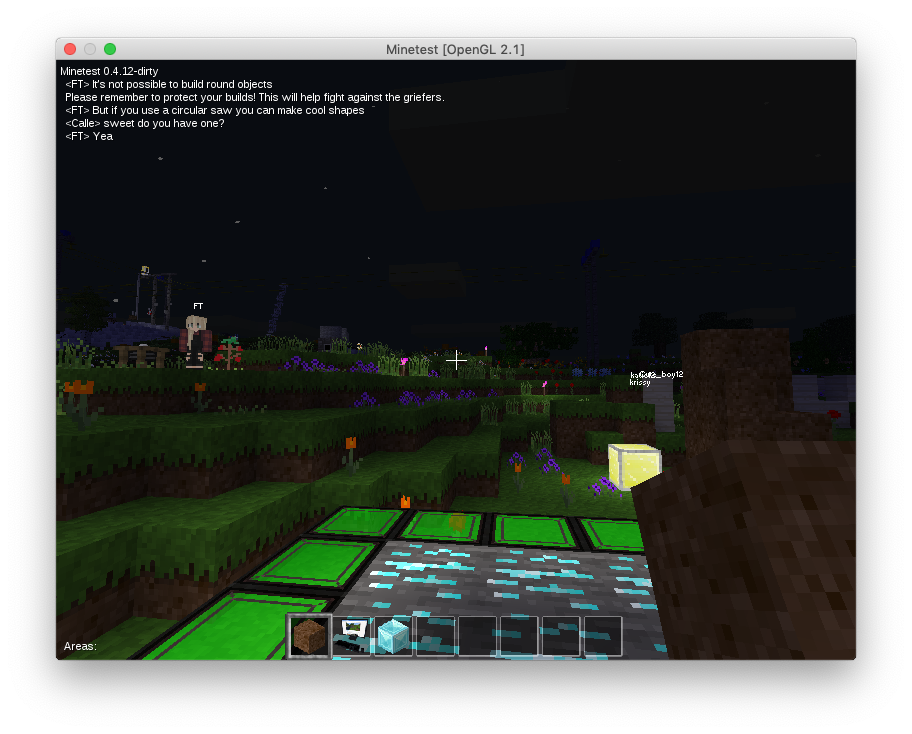 Minetest [OpenGL 2.1]
Minetest 0.4.12-dirty
<FT> It's not possible to build round objects
Please remember to protect your builds! This will help fight against the griefers.
<FT> But if you use a circular saw you can make cool shapes
<Calle> sweet do you have one?
<FT> Yea
FT
krissy
Areas: